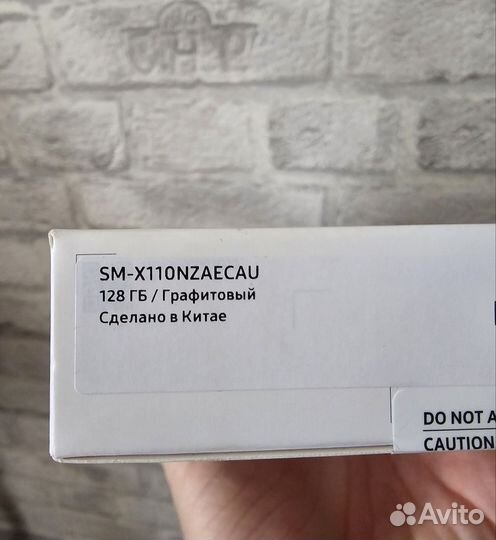 SM-X110NZAECAU
128 ГБ / Графитовый
Сделано в Китае
DO NOT A
CAUTION
Avito